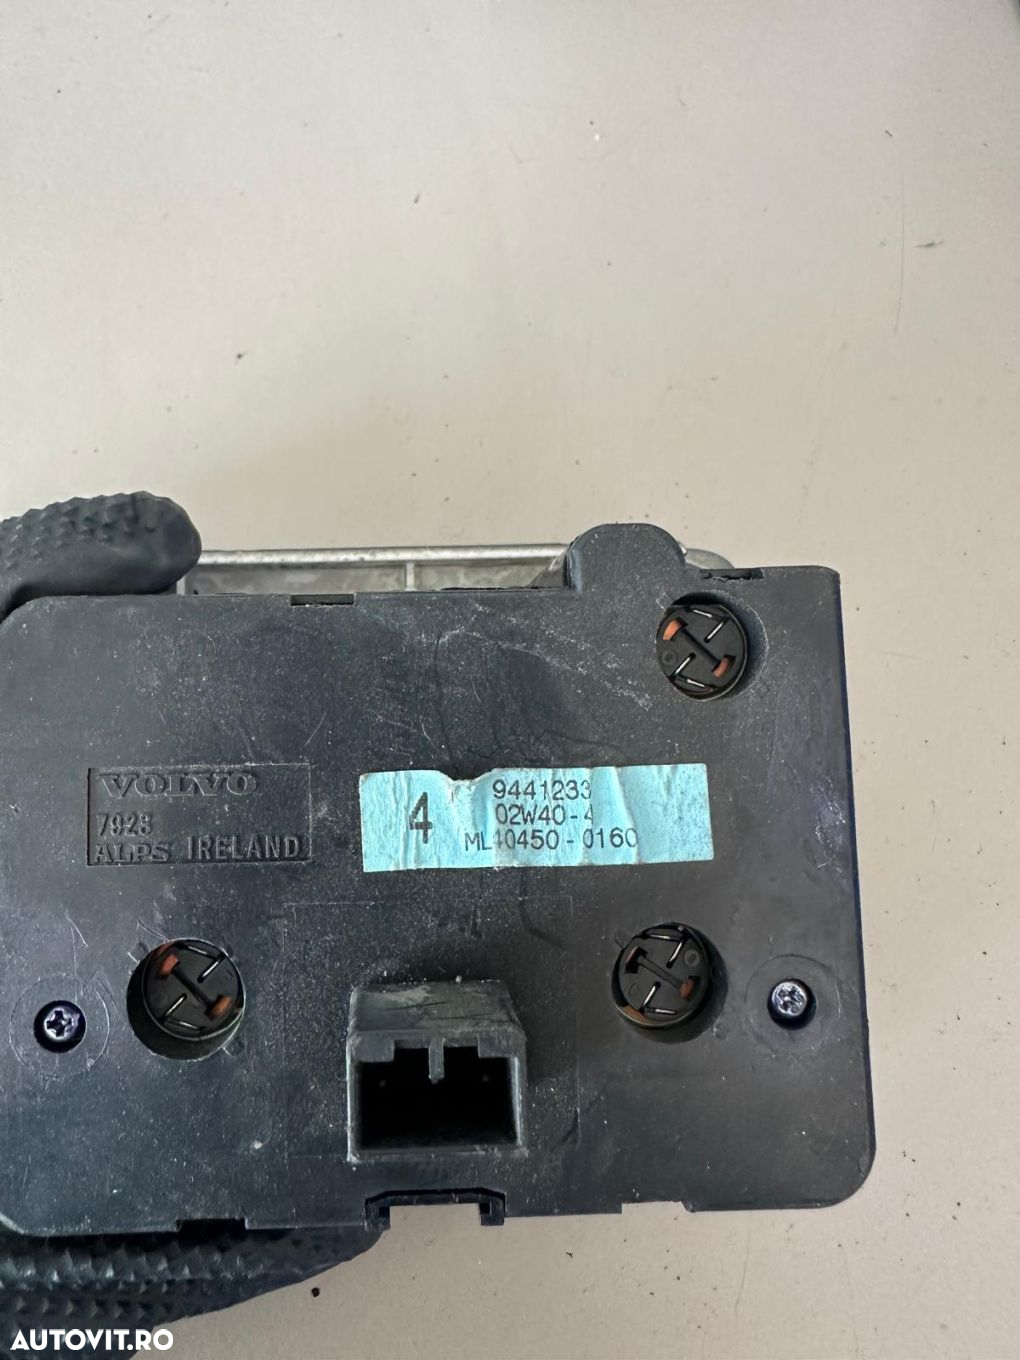 VOLVO
7928
ALPS IRELAND
4
9441233
02W40-4
ML40450-0160
AUTOVIT.RO